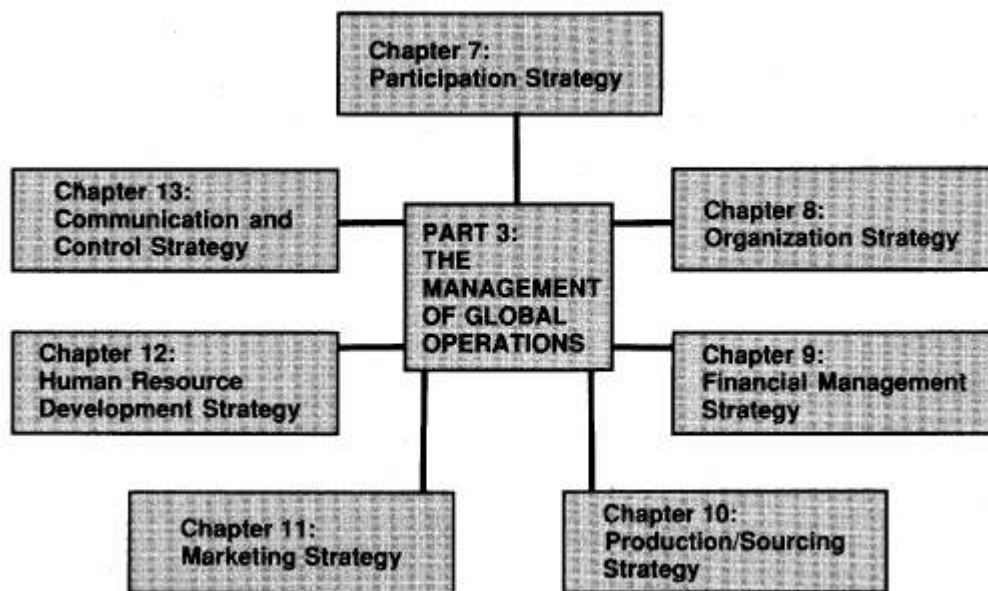 Chapter 7:
Participation Strategy
Chapter 13:
Communication and
Control Strategy
PART 3:
THE
MANAGEMENT
OF GLOBAL
OPERATIONS
Chapter 8:
Organization Strategy
Chapter 12:
Human Resource
Development Strategy
Chapter 9:
Financial Management
Strategy
Chapter 11:
Marketing Strategy
Chapter 10:
Production/Sourcing
Strategy